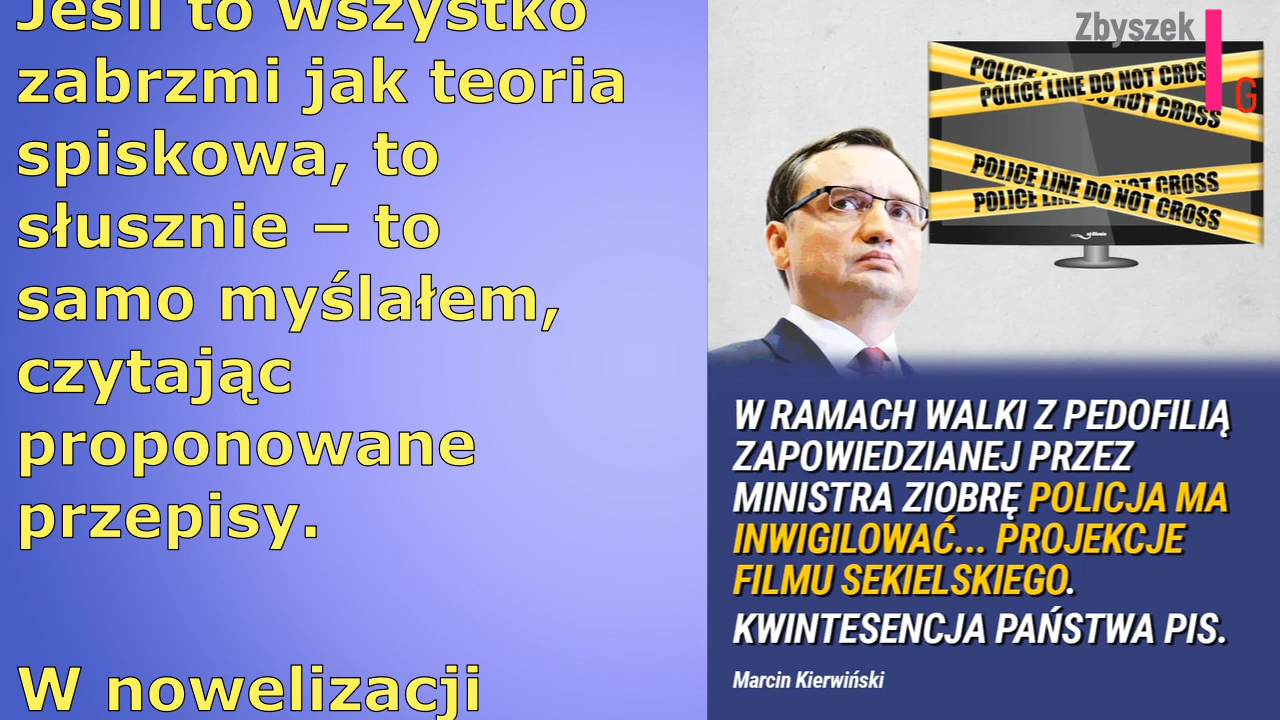 Jeśli to wszystko
zabrzmi jak teoria
spiskowa, to
słusznie – to
samo myślałem,
czytając
proponowane
przepisy.
W nowelizacji
Zbyszek
G
POLICE LINE DO NOT CROSS
POLICE LINE DO NOT CROSS
POLICE LINE DO NOT CROSS
POLICE LINE DO NOT CROSS
W RAMACH WALKI Z PEDOFILIĄ
ZAPOWIEDZIANEJ PRZEZ
MINISTRA ZIOBRĘ POLICJA MA
INWIGILOWAĆ... PROJEKCJE
FILMU SEKIELSKIEGO.
KWINTESENCJA PAŃSTWA PIS.
Marcin Kierwiński